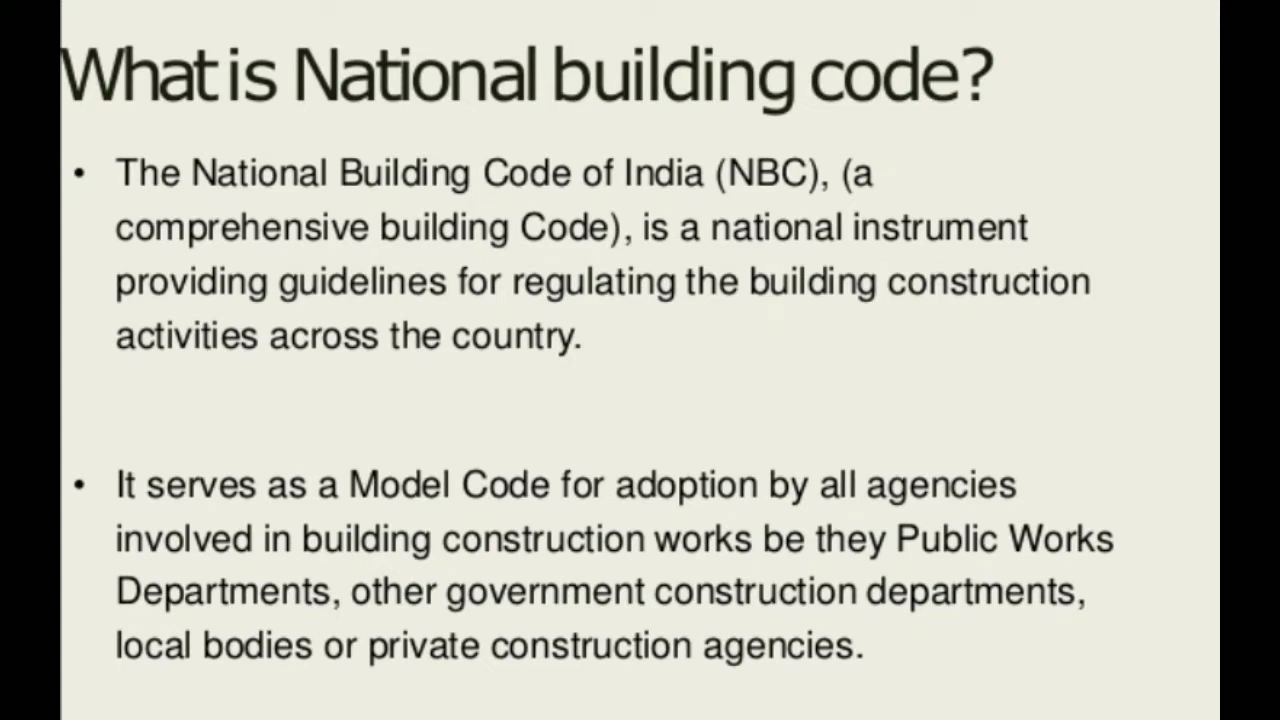 What is National building code?
• The National Building Code of India (NBC), (a
comprehensive building Code), is a national instrument
providing guidelines for regulating the building construction
activities across the country.
• It serves as a Model Code for adoption by all agencies
involved in building construction works be they Public Works
Departments, other government construction departments,
local bodies or private construction agencies.